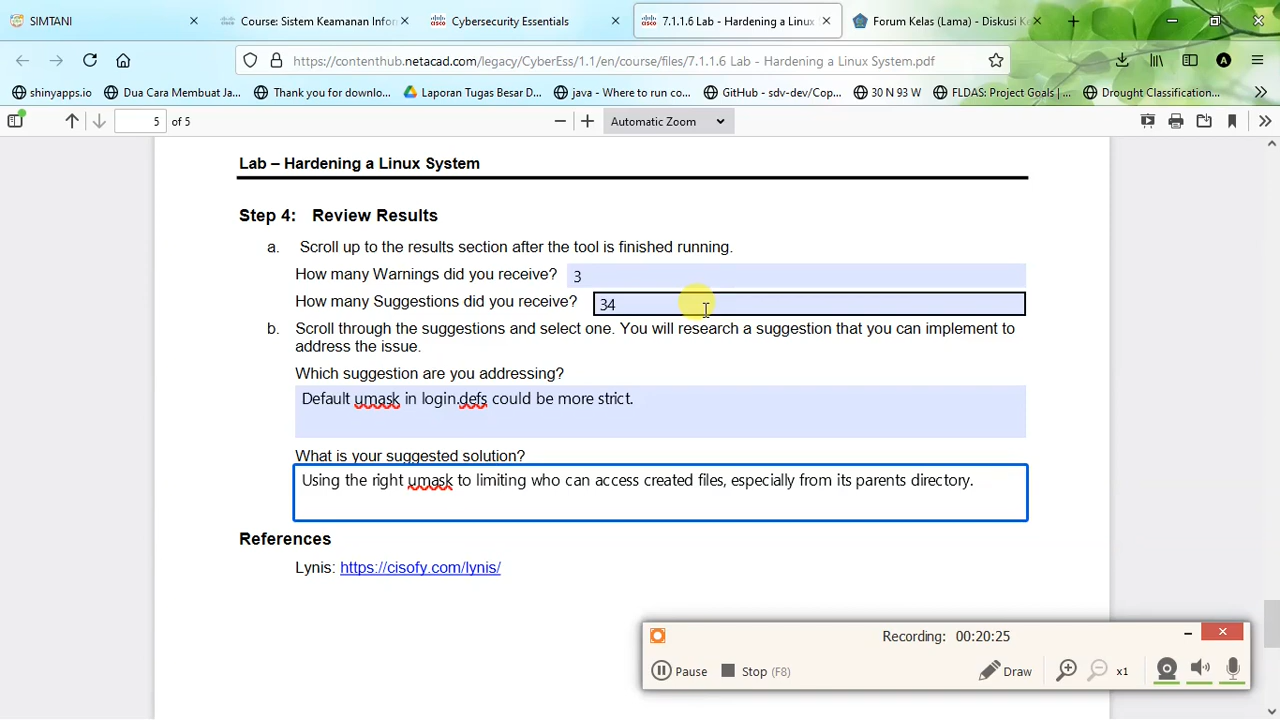 SIMTANI
Course: Sistem Keamanan Infor
Cybersecurity Essentials
7.1.1.6 Lab - Hardening a Linux
Forum Kelas (Lama) - Diskusi Ke
https://contenthub.netacad.com/legacy/CyberEss/1.1/en/course/files/7.1.1.6 Lab - Hardening a Linux System.pdf
shinyapps.io
Dua Cara Membuat Ja...
Thank you for downlo...
Laporan Tugas Besar D...
java - Where to run co...
GitHub - sdv-dev/Cop...
30 N 93 W
FLDAS: Project Goals | ...
Drought Classification...
5 of 5
Automatic Zoom
Lab – Hardening a Linux System
Step 4: Review Results
a. Scroll up to the results section after the tool is finished running.
How many Warnings did you receive? 3
How many Suggestions did you receive? 34
b. Scroll through the suggestions and select one. You will research a suggestion that you can implement to
address the issue.
Which suggestion are you addressing?
Default umask in login.defs could be more strict.
What is your suggested solution?
Using the right umask to limiting who can access created files, especially from its parents directory.
References
Lynis: https://cisofy.com/lynis/
Recording: 00:20:25
Pause
Stop (F8)
Draw
x1